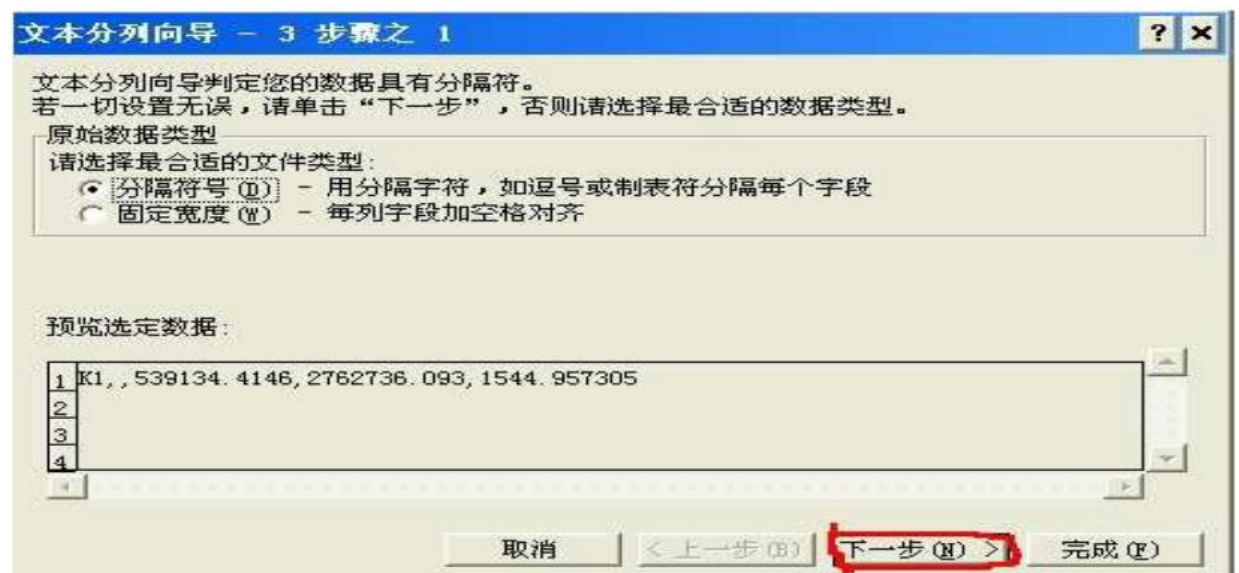 文本分列向导 - 3 步骤之 1
文本分列向导判定您的数据具有分隔符。
若一切设置无误，请单击“下一步”，否则请选择最合适的数据类型。
原始数据类型
请选择最合适的文件类型:
分隔符号(D) - 用分隔字符，如逗号或制表符分隔每个字段
固定宽度(W) - 每列字段加空格对齐
预览选定数据:
1 K1,,539134.4146,2762736.093,1544.957305
2
3
4
取消 < 上一步(B) 下一步(N) > 完成(F)